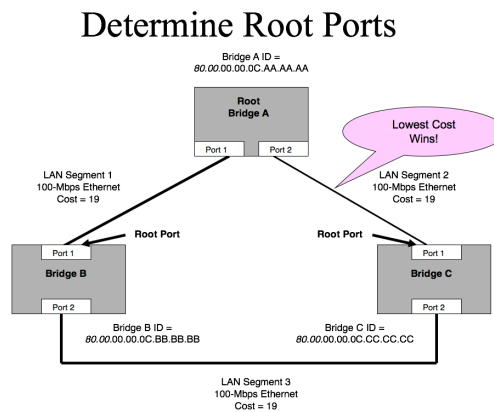 Determine Root Ports
Bridge A ID =
80.00.00.00.0C.AA.AA.AA
Root
Bridge A
Port 1
Port 2
Lowest Cost
Wins!
LAN Segment 1
100-Mbps Ethernet
Cost = 19
LAN Segment 2
100-Mbps Ethernet
Cost = 19
Root Port
Root Port
Port 1
Bridge B
Port 2
Port 1
Bridge C
Port 2
Bridge B ID =
80.00.00.00.0C.BB.BB.BB
Bridge C ID =
80.00.00.00.0C.CC.CC.CC
LAN Segment 3
100-Mbps Ethernet
Cost = 19